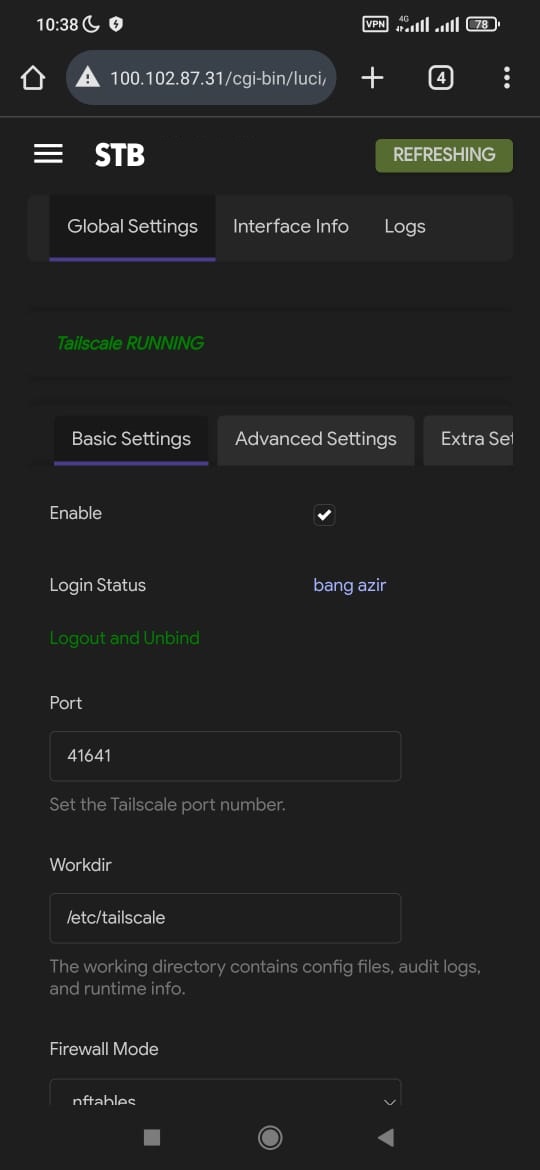 10:38
VPN 4G 78
100.102.87.31/cgi-bin/luci/
4
STB
REFRESHING
Global Settings Interface Info Logs
Tailscale RUNNING
Basic Settings Advanced Settings Extra Set
Enable
Login Status bang azir
Logout and Unbind
Port
41641
Set the Tailscale port number.
Workdir
/etc/tailscale
The working directory contains config files, audit logs,
and runtime info.
Firewall Mode
nftables